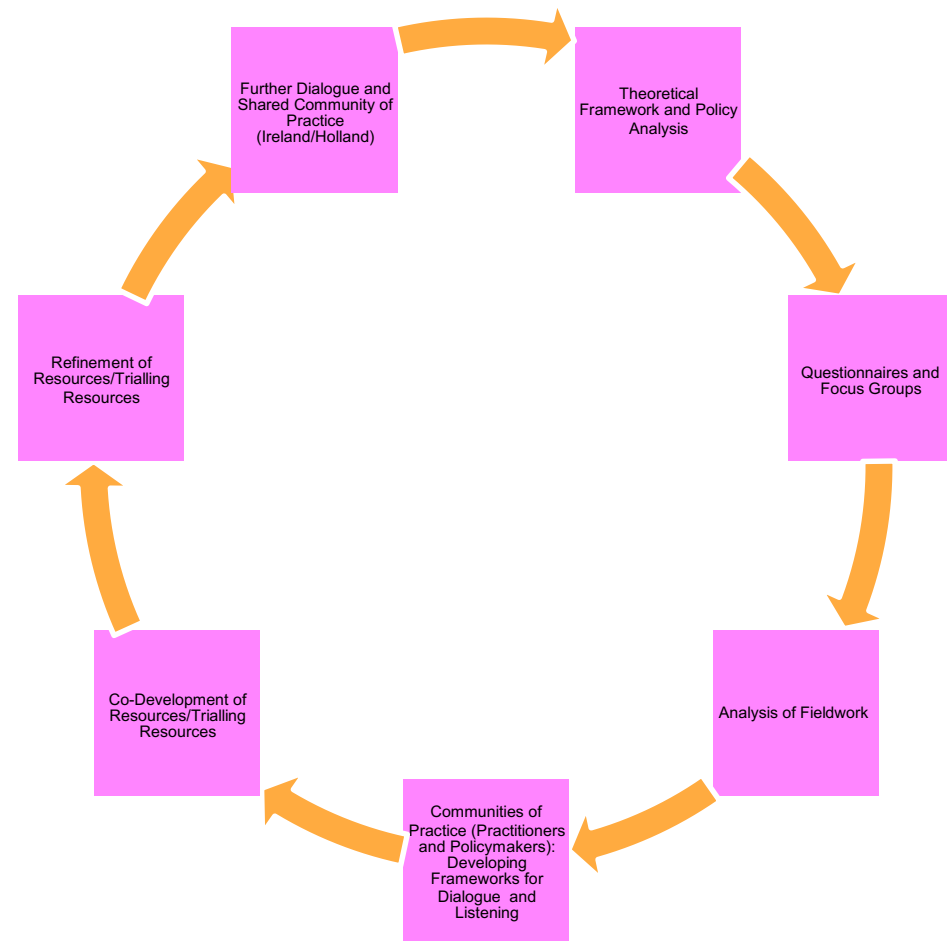 Further Dialogue and
Shared Community of
Practice
(Ireland/Holland)
Theoretical
Framework and Policy
Analysis
Questionnaires and
Focus Groups
Analysis of Fieldwork
Communities of
Practice (Practitioners
and Policymakers):
Developing
Frameworks for
Dialogue  and
Listening
Co-Development of
Resources/Trialling
Resources
Refinement of
Resources/Trialling
Resources